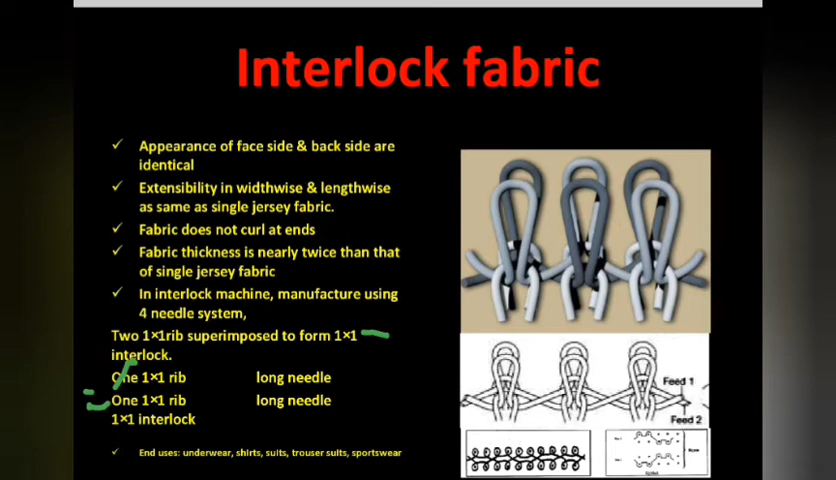 Interlock fabric
✓ Appearance of face side & back side are
identical
✓ Extensibility in widthwise & lengthwise
as same as single jersey fabric.
✓ Fabric does not curl at ends
✓ Fabric thickness is nearly twice than that
of single jersey fabric
✓ In interlock machine, manufacture using
4 needle system,
Two 1×1rib superimposed to form 1×1
interlock.
One 1×1 rib long needle
One 1×1 rib long needle
1×1 interlock
✓ End uses: underwear, shirts, suits, trouser suits, sportswear
Feed 1
Feed 2